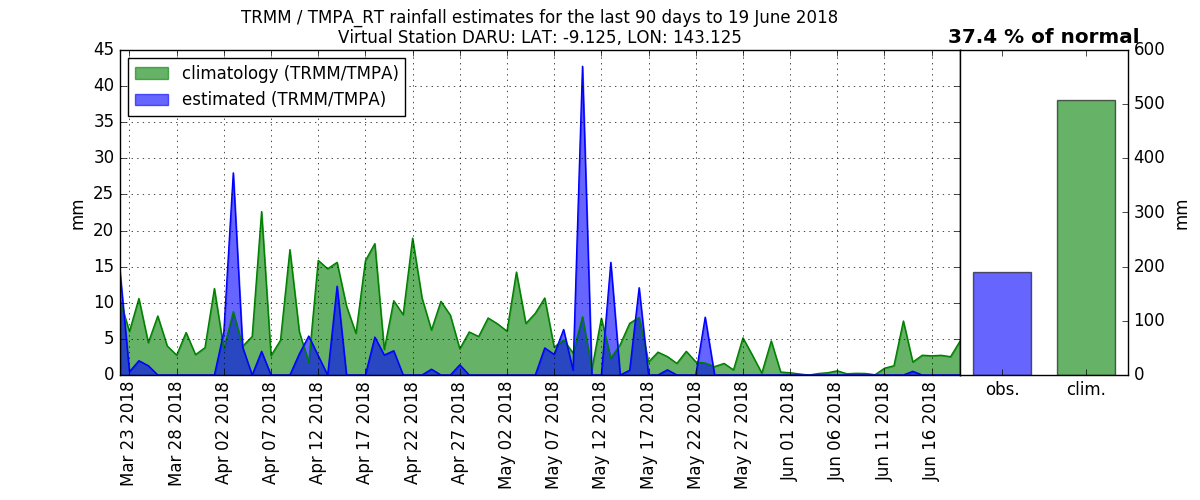 TRMM / TMPA_RT rainfall estimates for the last 90 days to 19 June 2018
Virtual Station DARU: LAT: -9.125, LON: 143.125
37.4 % of normal
climatology (TRMM/TMPA)
estimated (TRMM/TMPA)
mm
45
40
35
30
25
20
15
10
5
0
Mar 23 2018
Mar 28 2018
Apr 02 2018
Apr 07 2018
Apr 12 2018
Apr 17 2018
Apr 22 2018
Apr 27 2018
May 02 2018
May 07 2018
May 12 2018
May 17 2018
May 22 2018
May 27 2018
Jun 01 2018
Jun 06 2018
Jun 11 2018
Jun 16 2018
obs.
clim.
600
500
400
300
200
100
0
mm